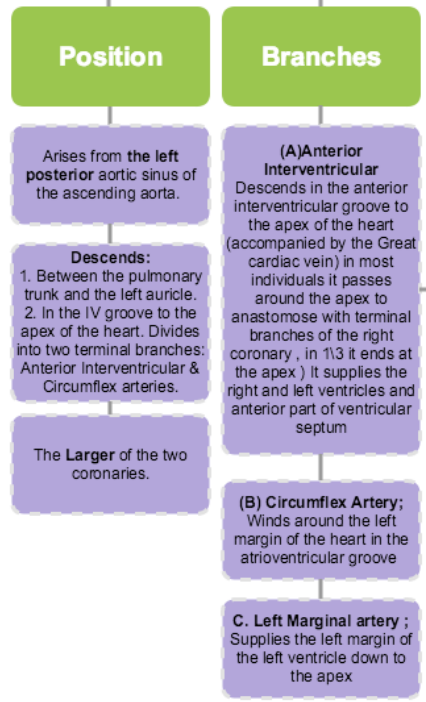 Position
Arises from the left
posterior aortic sinus of
the ascending aorta.
Descends:
1. Between the pulmonary
trunk and the left auricle.
2. In the IV groove to the
apex of the heart. Divides
into two terminal branches:
Anterior Interventricular &
Circumflex arteries.
The Larger of the two
coronaries.
Branches
(A)Anterior
Interventricular
Descends in the anterior
interventricular groove to
the apex of the heart
(accompanied by the Great
cardiac vein) in most
individuals it passes
around the apex to
anastomose with terminal
branches of the right
coronary , in 1\3 it ends at
the apex ) It supplies the
right and left ventricles and
anterior part of ventricular
septum
(B) Circumflex Artery;
Winds around the left
margin of the heart in the
atrioventricular groove
C. Left Marginal artery ;
Supplies the left margin of
the left ventricle down to
the apex